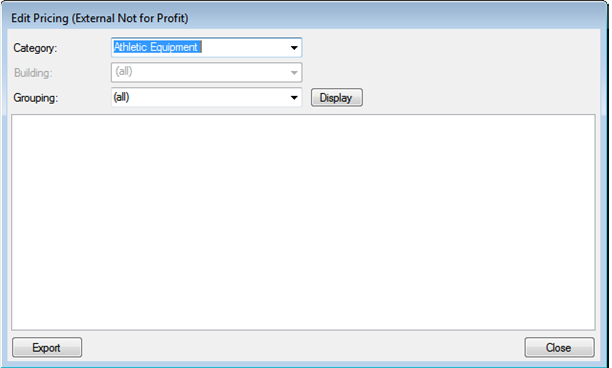 Edit Pricing (External Not for Profit)
Category: Athletic Equipment
Building: (all)
Grouping: (all) Display
Export Close